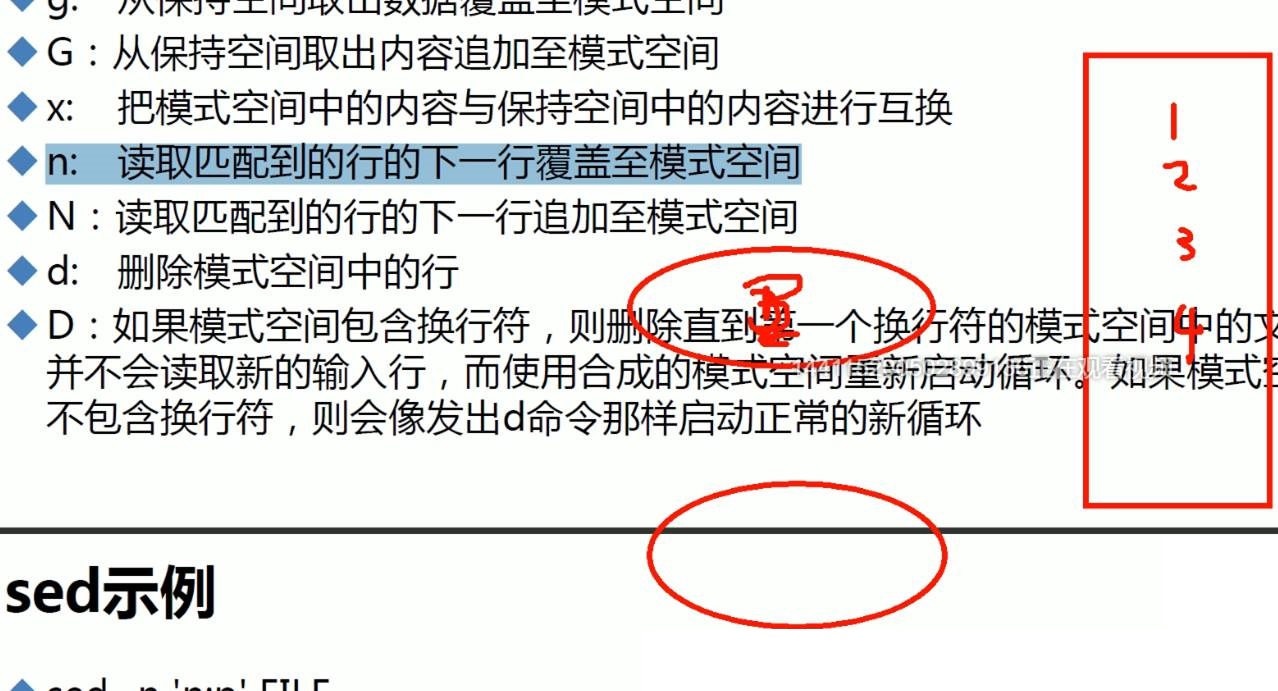 g: 从保持空间取出数据覆盖至模式空间
G：从保持空间取出内容追加至模式空间
x: 把模式空间中的内容与保持空间中的内容进行互换
n: 读取匹配到的行的下一行覆盖至模式空间
N：读取匹配到的行的下一行追加至模式空间
d: 删除模式空间中的行
D：如果模式空间包含换行符，则删除直到第一个换行符的模式空间中的文
并不会读取新的输入行，而使用合成的模式空间重新启动循环。如果模式空
不包含换行符，则会像发出d命令那样启动正常的新循环
1
2
3
4
sed示例
sed -n 'n;p' FILE